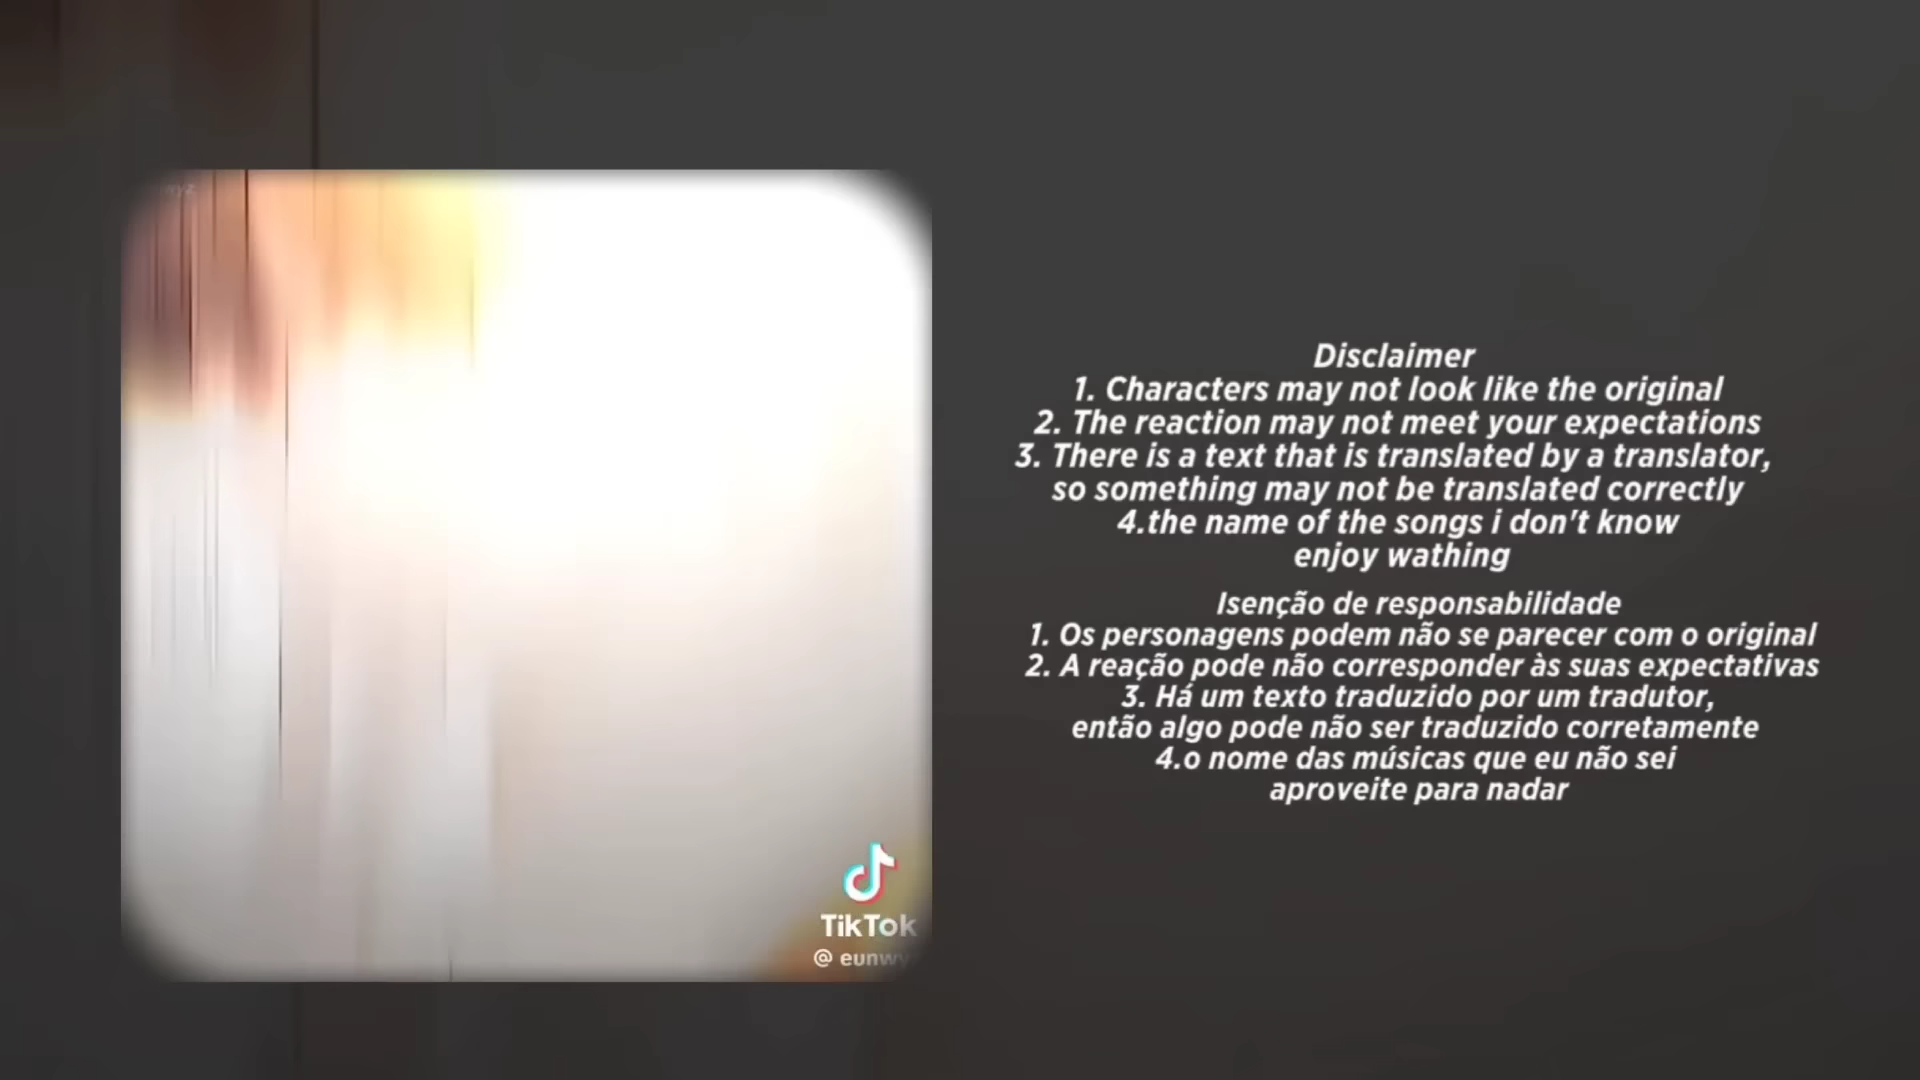 Disclaimer
1. Characters may not look like the original
2. The reaction may not meet your expectations
3. There is a text that is translated by a translator,
so something may not be translated correctly
4.the name of the songs i don't know
enjoy wathing
Isenção de responsabilidade
1. Os personagens podem não se parecer com o original
2. A reação pode não corresponder às suas expectativas
3. Há um texto traduzido por um tradutor,
então algo pode não ser traduzido corretamente
4.o nome das músicas que eu não sei
aproveite para nadar
TikTok